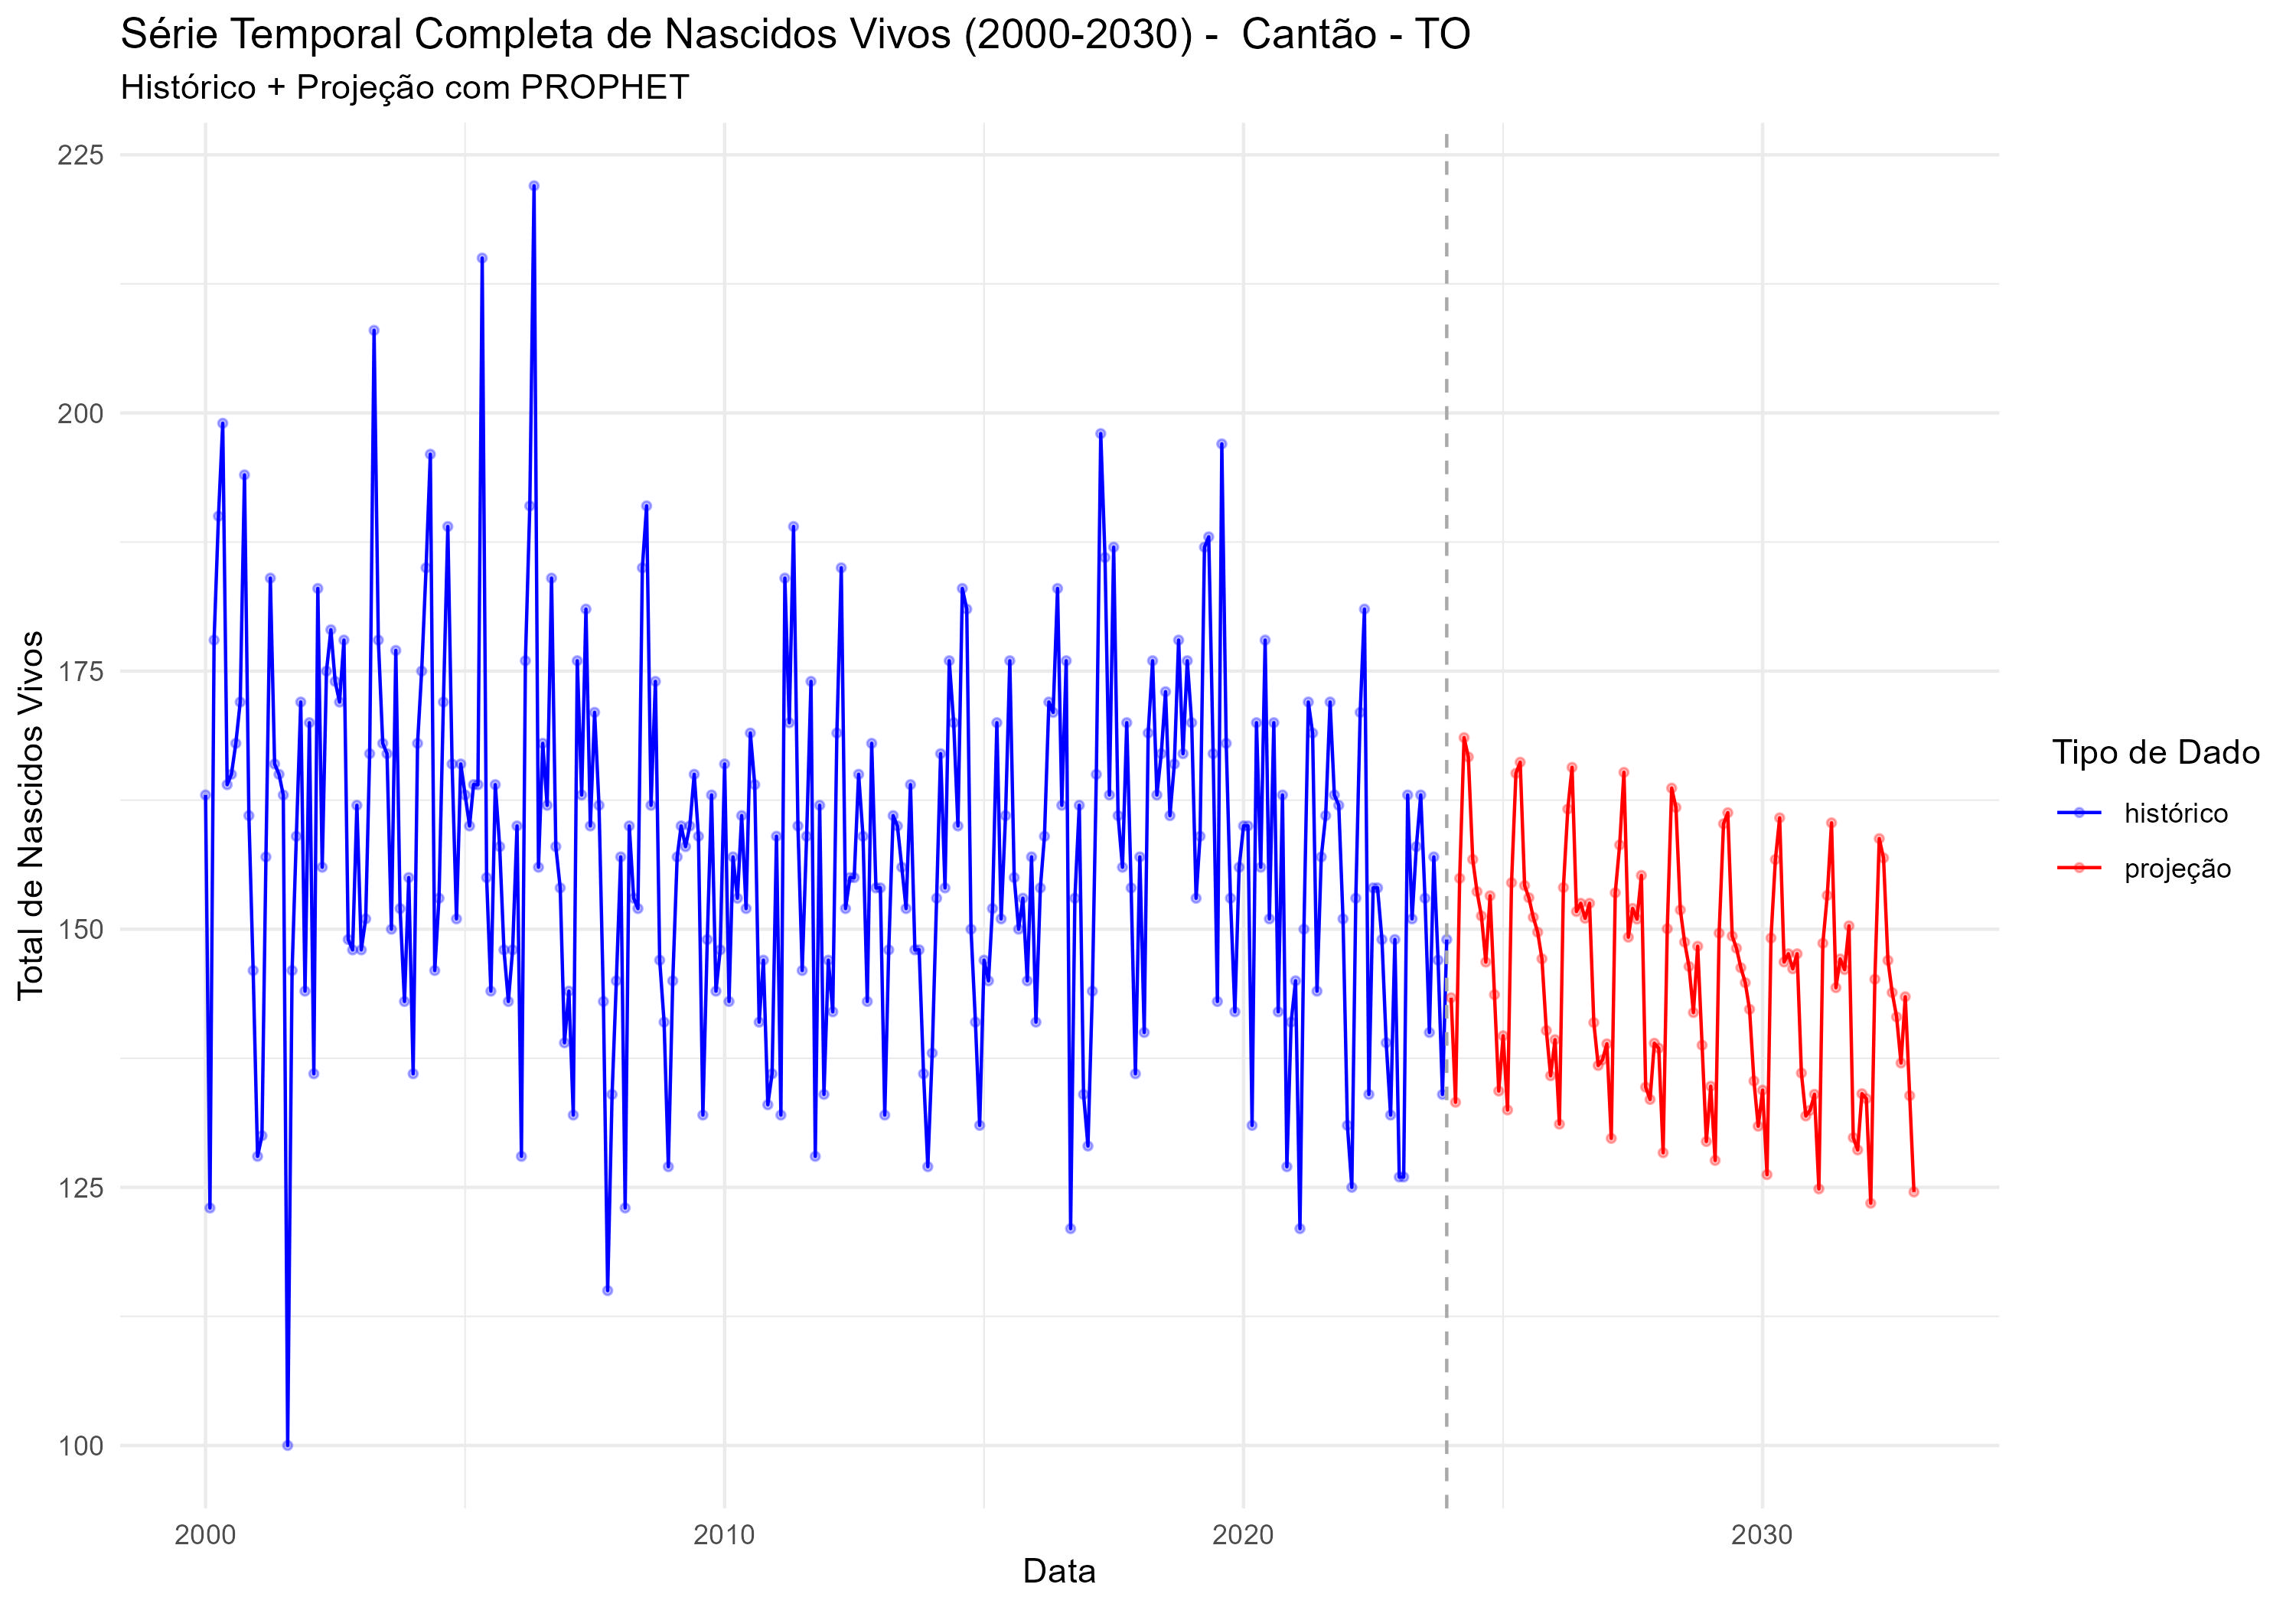 Série Temporal Completa de Nascidos Vivos (2000-2030) -  Cantão - TO
Histórico + Projeção com PROPHET
225
200
175
150
125
100
Total de Nascidos Vivos
2000
2010
2020
2030
Data
Tipo de Dado
histórico
projeção